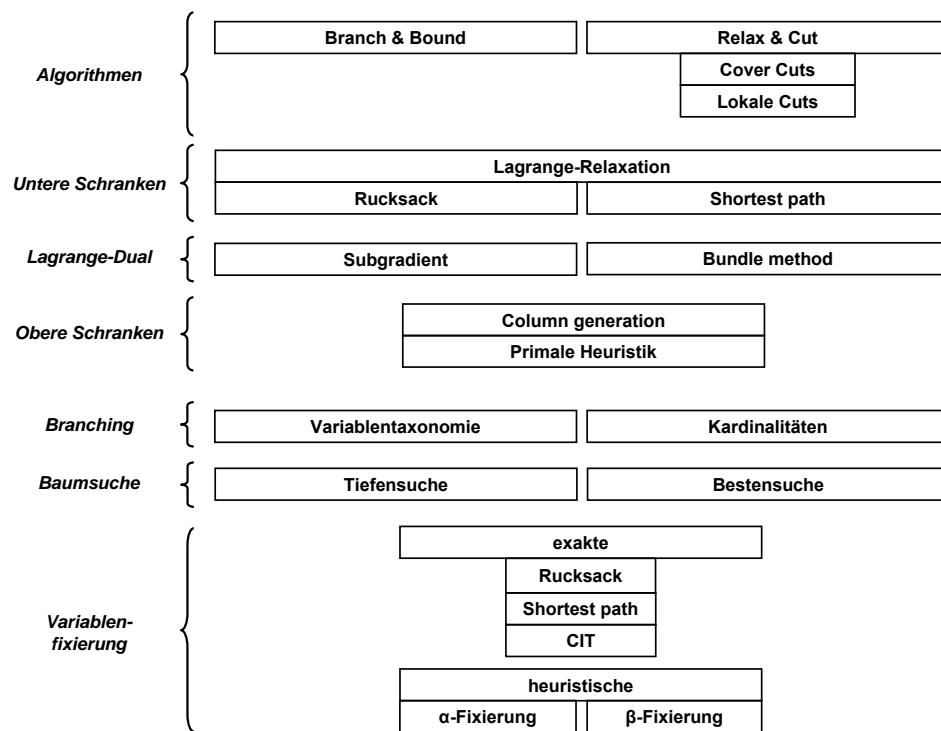 Algorithmen
Branch & Bound
Relax & Cut
Cover Cuts
Lokale Cuts
Untere Schranken
Lagrange-Relaxation
Rucksack
Shortest path
Lagrange-Dual
Subgradient
Bundle method
Obere Schranken
Column generation
Primale Heuristik
Branching
Variablentaxonomie
Kardinalitäten
Baumsuche
Tiefensuche
Bestensuche
Variablen-
fixierung
exakte
Rucksack
Shortest path
CIT
heuristische
α-Fixierung
β-Fixierung